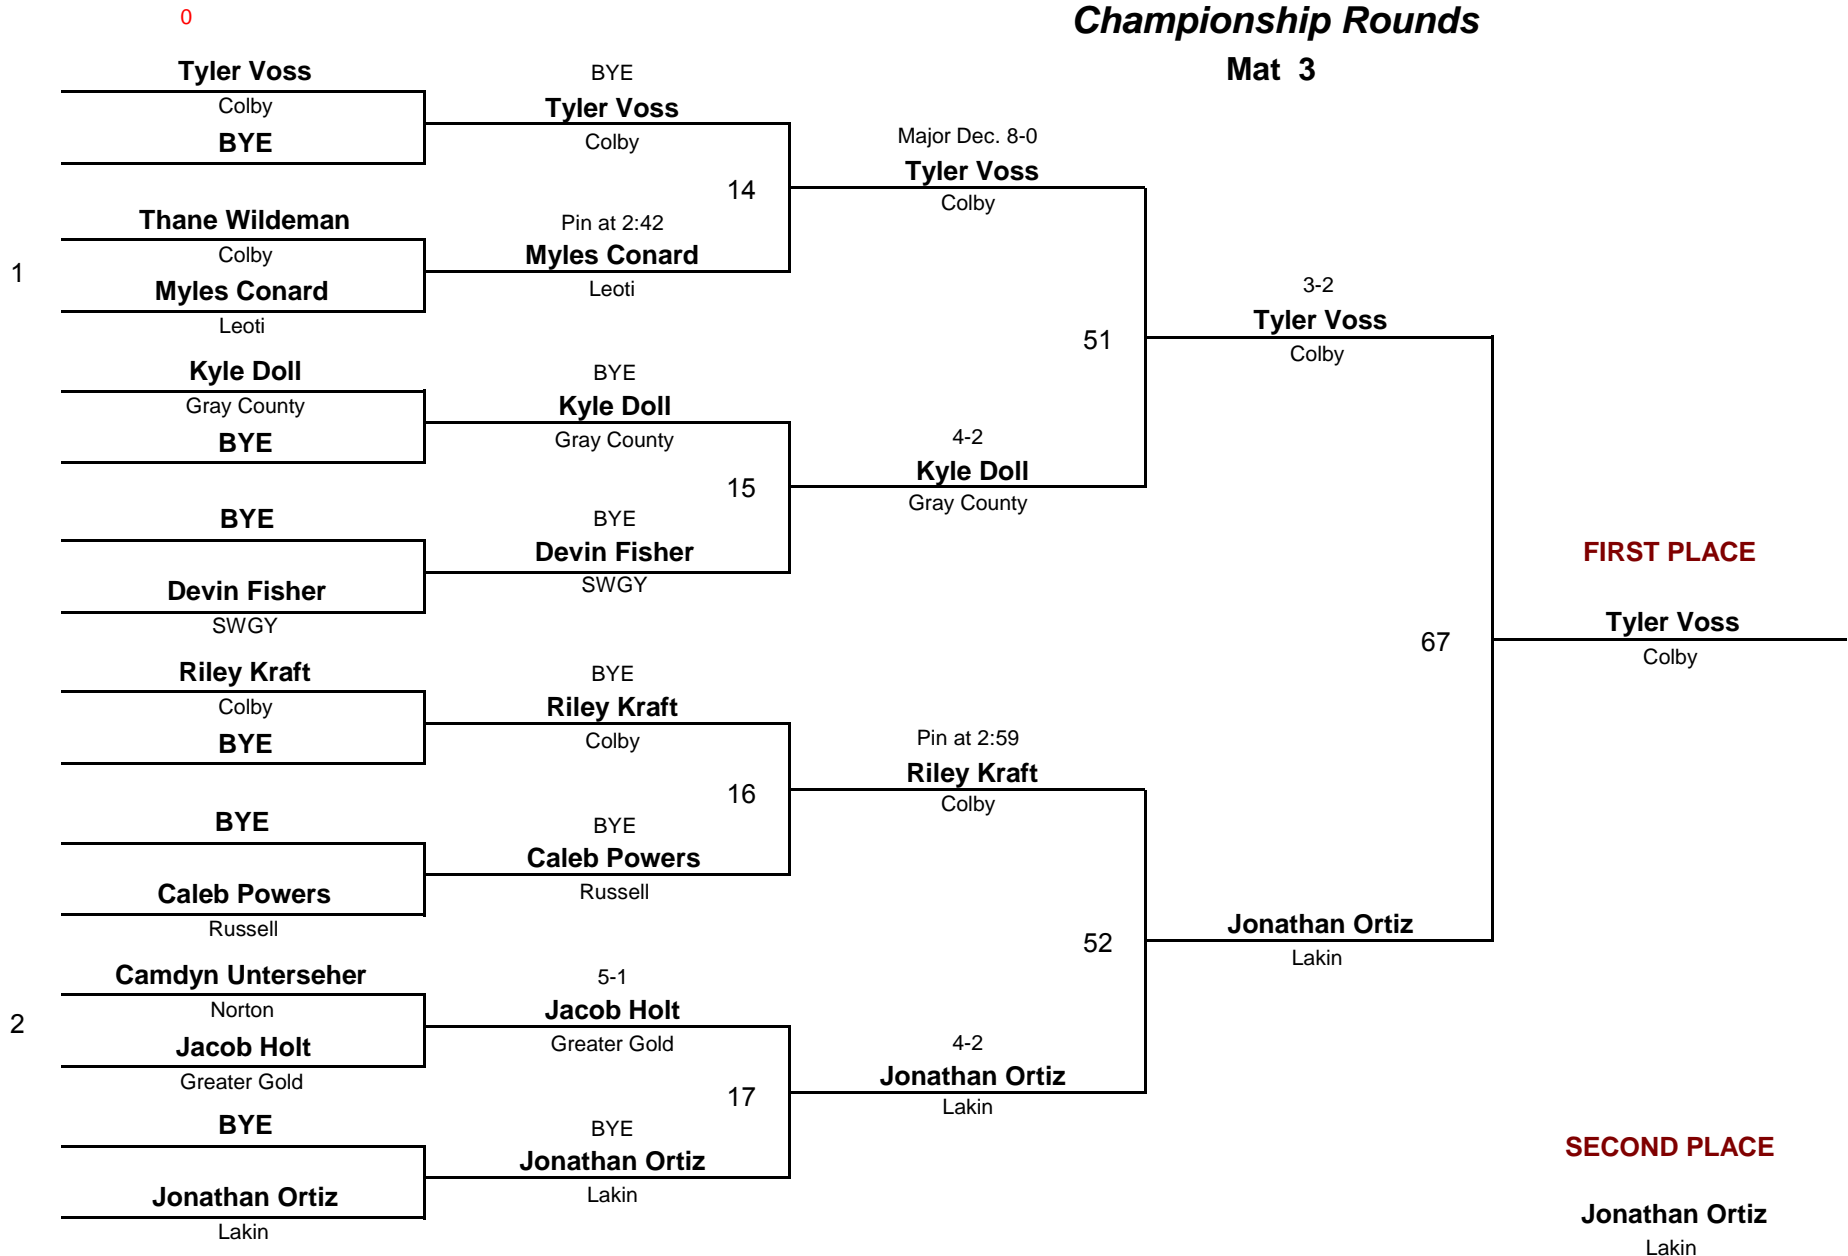 0
Championship Rounds
Mat 3
Tyler Voss
Colby
BYE
1
Thane Wildeman
Colby
Myles Conard
Leoti
Kyle Doll
Gray County
BYE
BYE
Devin Fisher
SWGY
Riley Kraft
Colby
BYE
BYE
Caleb Powers
Russell
2
Camdyn Unterseher
Norton
Jacob Holt
Greater Gold
BYE
Jonathan Ortiz
Lakin
BYE
Tyler Voss
Colby
14
Pin at 2:42
Myles Conard
Leoti
BYE
Kyle Doll
Gray County
15
BYE
Devin Fisher
SWGY
BYE
Riley Kraft
Colby
16
BYE
Caleb Powers
Russell
5-1
Jacob Holt
Greater Gold
17
BYE
Jonathan Ortiz
Lakin
Major Dec. 8-0
Tyler Voss
Colby
51
4-2
Kyle Doll
Gray County
Pin at 2:59
Riley Kraft
Colby
52
4-2
Jonathan Ortiz
Lakin
3-2
Tyler Voss
Colby
67
Jonathan Ortiz
Lakin
FIRST PLACE
Tyler Voss
Colby
SECOND PLACE
Jonathan Ortiz
Lakin